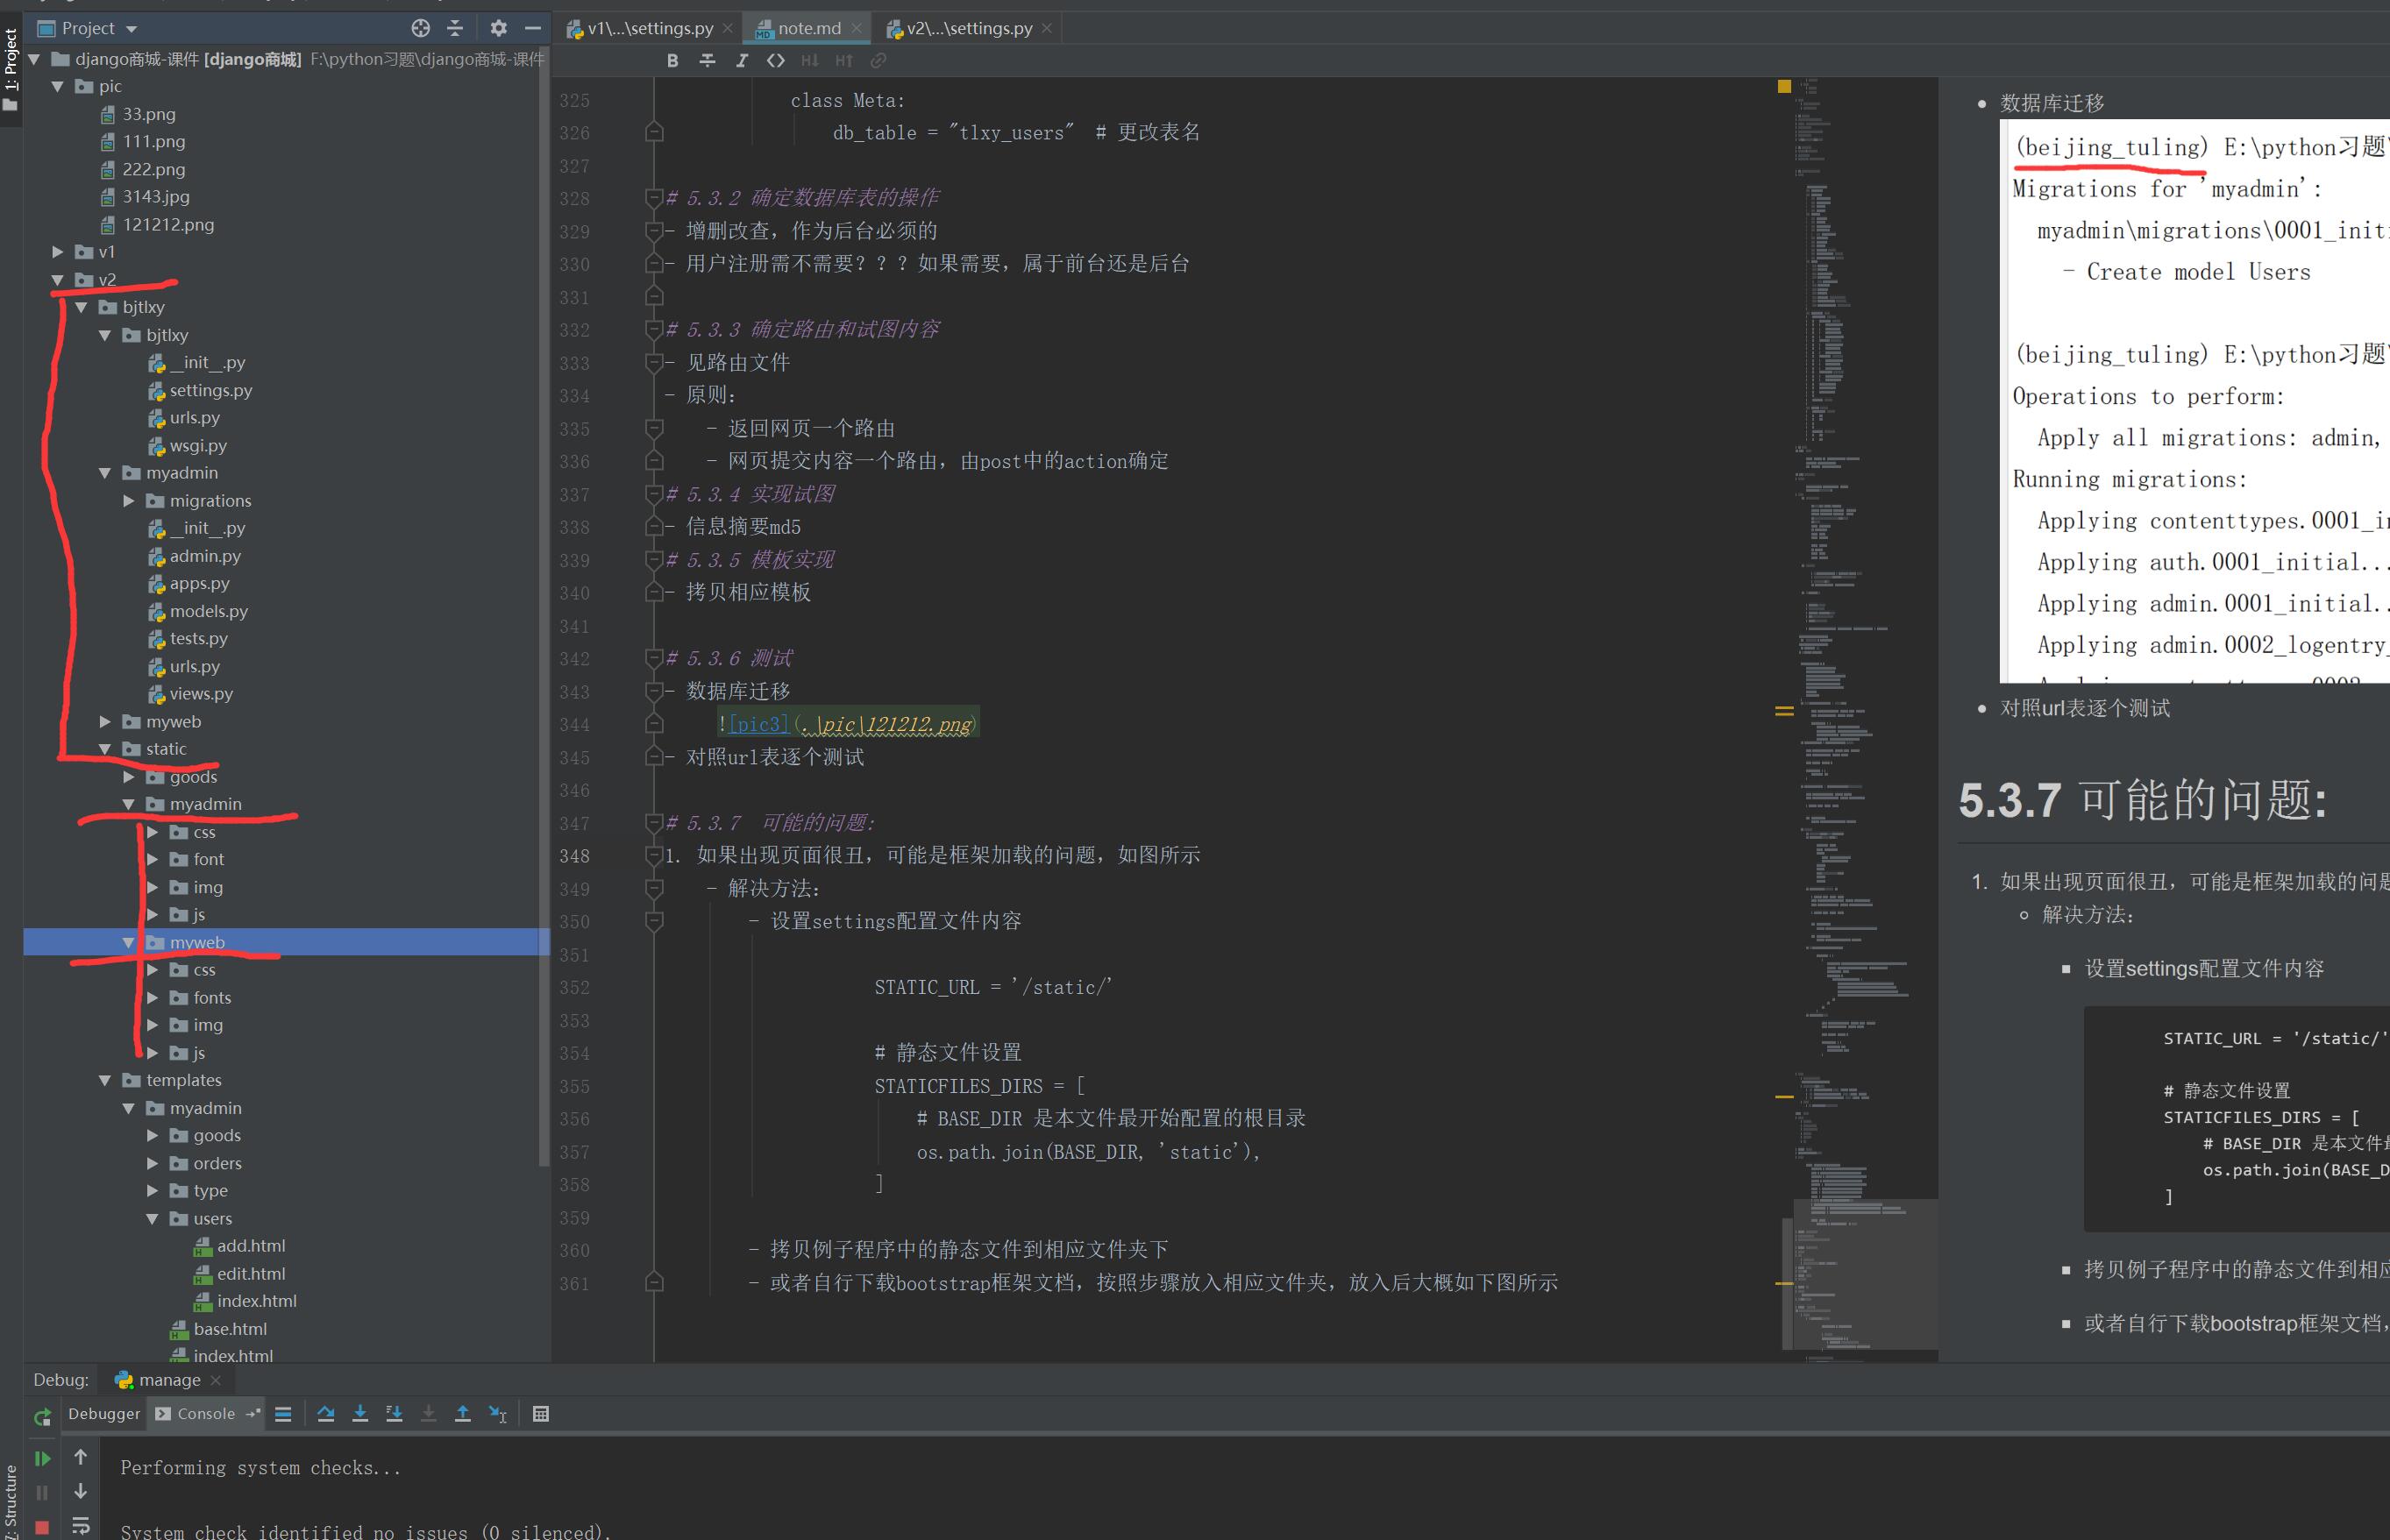 Project
django商城-课件 [django商城] F:\python习题\django商城-课件
pic
33.png
111.png
222.png
3143.jpg
121212.png
v1
v2
bjtlxy
bjtlxy
__init__.py
settings.py
urls.py
wsgi.py
myadmin
migrations
__init__.py
admin.py
apps.py
models.py
tests.py
urls.py
views.py
myweb
static
goods
myadmin
css
font
img
js
myweb
css
fonts
img
js
templates
myadmin
goods
orders
type
users
add.html
edit.html
index.html
base.html
index.html
1: Project
7: Structure
v1\...\settings.py
note.md
v2\...\settings.py
325 class Meta:
326 db_table = "tlxy_users" # 更改表名
327
328 # 5.3.2 确定数据库表的操作
329 - 增删改查，作为后台必须的
330 - 用户注册需不需要？？？如果需要，属于前台还是后台
331
332 # 5.3.3 确定路由和试图内容
333 - 见路由文件
334 - 原则：
335 - 返回网页一个路由
336 - 网页提交内容一个路由，由post中的action确定
337 # 5.3.4 实现试图
338 - 信息摘要md5
339 # 5.3.5 模板实现
340 - 拷贝相应模板
341
342 # 5.3.6 测试
343 - 数据库迁移
344 ![pic3](.\pic\121212.png)
345 - 对照url表逐个测试
346
347 # 5.3.7 可能的问题:
348 1. 如果出现页面很丑，可能是框架加载的问题，如图所示
349 - 解决方法：
350 - 设置settings配置文件内容
351
352 STATIC_URL = '/static/'
353
354 # 静态文件设置
355 STATICFILES_DIRS = [
356 # BASE_DIR 是本文件最开始配置的根目录
357 os.path.join(BASE_DIR, 'static'),
358 ]
359
360 - 拷贝例子程序中的静态文件到相应文件夹下
361 - 或者自行下载bootstrap框架文档，按照步骤放入相应文件夹，放入后大概如下图所示
• 数据库迁移
(beijing_tuling) E:\python习题\
Migrations for 'myadmin':
myadmin\migrations\0001_initi
- Create model Users
(beijing_tuling) E:\python习题\
Operations to perform:
Apply all migrations: admin,
Running migrations:
Applying contenttypes.0001_in
Applying auth.0001_initial...
Applying admin.0001_initial..
Applying admin.0002_logentry_
• 对照url表逐个测试
5.3.7 可能的问题:
1. 如果出现页面很丑，可能是框架加载的问题
解决方法：
设置settings配置文件内容
STATIC_URL = '/static/'
# 静态文件设置
STATICFILES_DIRS = [
# BASE_DIR 是本文件最
os.path.join(BASE_D
]
拷贝例子程序中的静态文件到相应
或者自行下载bootstrap框架文档，
Debug: manage
Debugger Console
Performing system checks...
System check identified no issues (0 silenced).